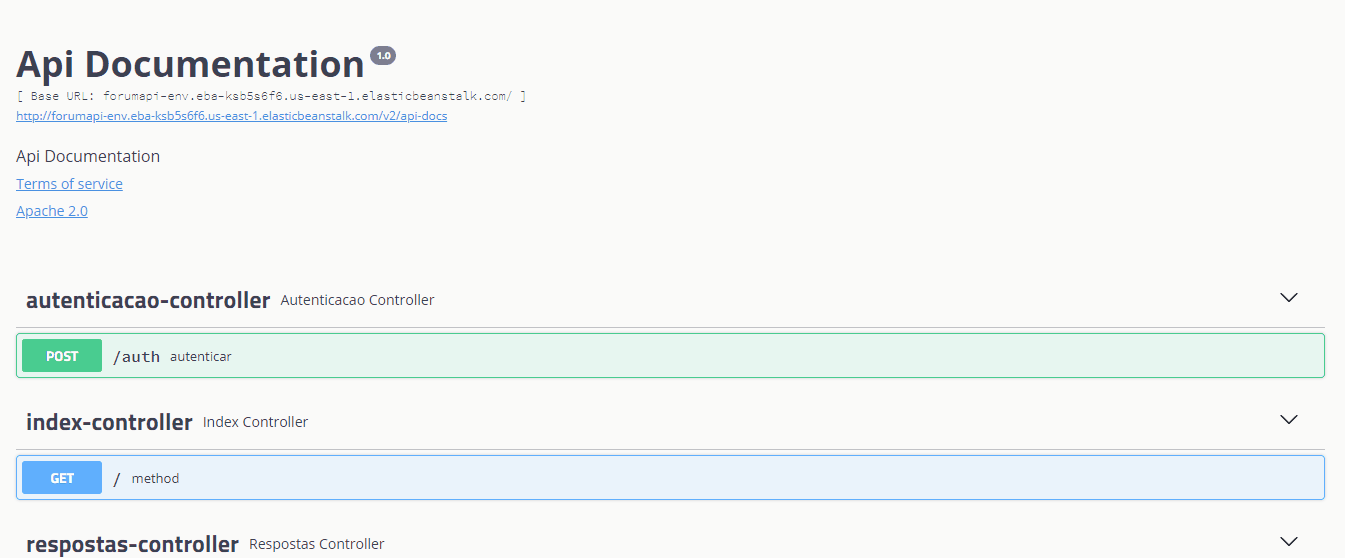 Api Documentation 1.0
[ Base URL: forumapi-env.eba-ksb5s6f6.us-east-1.elasticbeanstalk.com/ ]
http://forumapi-env.eba-ksb5s6f6.us-east-1.elasticbeanstalk.com/v2/api-docs
Api Documentation
Terms of service
Apache 2.0
autenticacao-controller Autenticacao Controller
POST /auth autenticar
index-controller Index Controller
GET / method
respostas-controller Respostas Controller